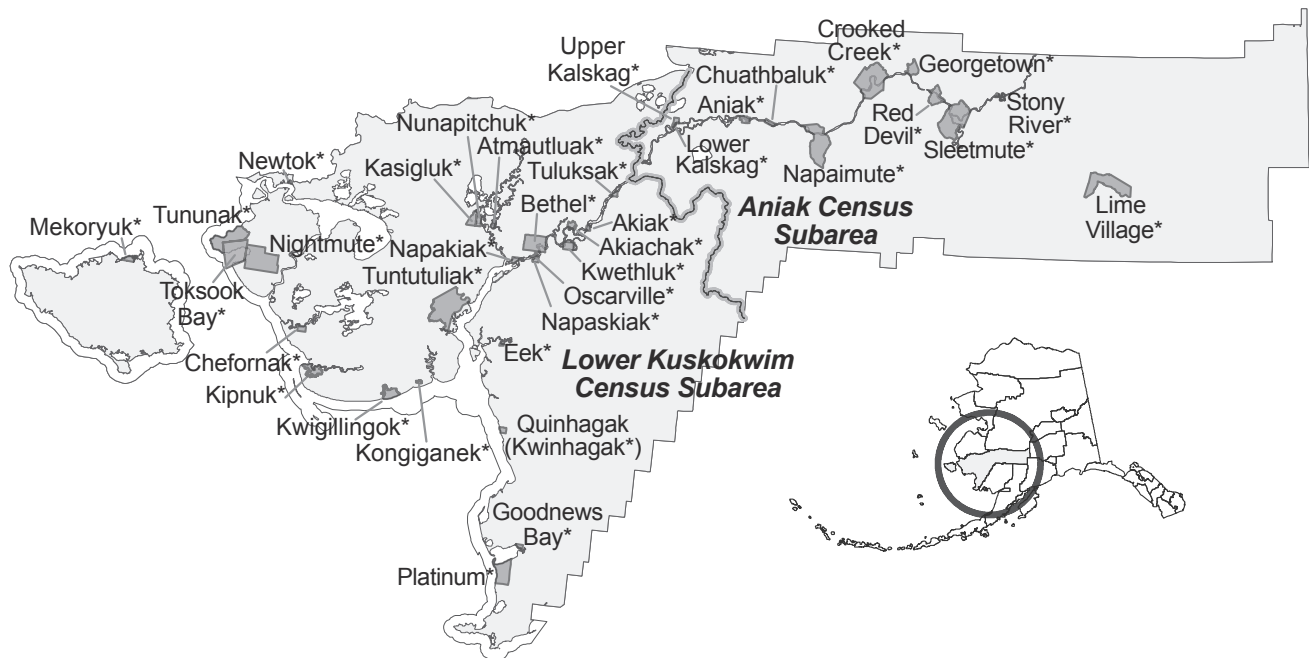 Crooked
Creek*
Upper
Kalskag*
Georgetown*
Chuathbaluk*
Aniak*
Red
Devil*
Stony
River*
Nunapitchuk*
Atmautluak*
Lower
Kalskag*
Sleetmute*
Newtok*
Kasigluk*
Tuluksak*
Napaimute*
Bethel*
Tununak*
Mekoryuk*
Aniak Census
Subarea
Lime
Village*
Akiak*
Nightmute*
Napakiak*
Akiachak*
Tuntutuliak*
Kwethluk*
Toksook
Bay*
Oscarville*
Napaskiak*
Chefornak*
Eek*
Lower Kuskokwim
Census Subarea
Kipnuk*
Kwigillingok*
Kongiganek*
Quinhagak
(Kwinhagak*)
Goodnews
Bay*
Platinum*